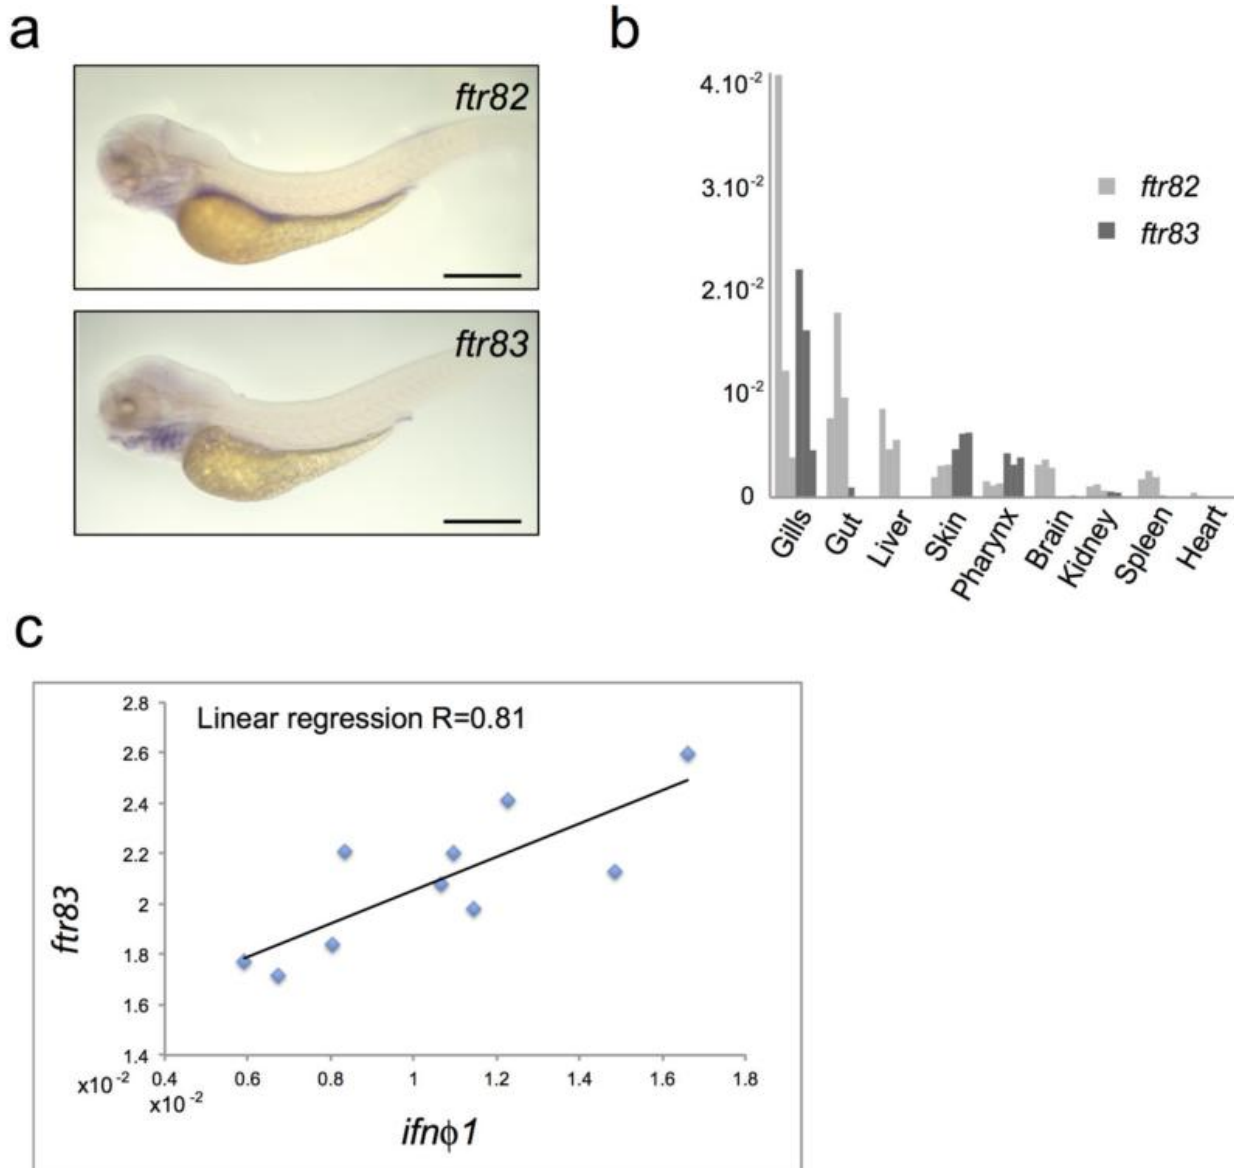 a
ftr82
ftr83
b
4.10⁻²
3.10⁻²
2.10⁻²
10⁻²
0
ftr82
ftr83
Gills
Gut
Liver
Skin
Pharynx
Brain
Kidney
Spleen
Heart
c
Linear regression R=0.81
2.8
2.6
2.4
2.2
2
1.8
1.6
1.4
x10⁻²
ftr83
0.4 0.6 0.8 1 1.2 1.4 1.6 1.8
x10⁻²
ifnϕ1